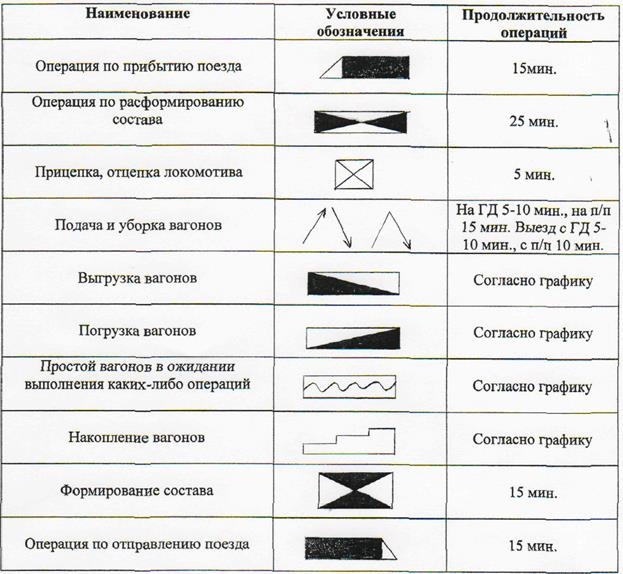 Наименование
Условные
обозначения
Продолжительность
операций
Операция по прибытию поезда
15мин.
Операция по расформированию
состава
25 мин.
Прицепка, отцепка локомотива
5 мин.
Подача и уборка вагонов
На ГД 5-10 мин., на п/п
15 мин. Выезд с ГД 5-
10 мин., с п/п 10 мин.
Выгрузка вагонов
Согласно графику
Погрузка вагонов
Согласно графику
Простой вагонов в ожидании
выполнения каких-либо операций
Согласно графику
Накопление вагонов
Согласно графику
Формирование состава
15 мин.
Операция по отправлению поезда
15 мин.